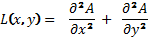 L(x, y) = ∂²A/∂x² + ∂²A/∂y²